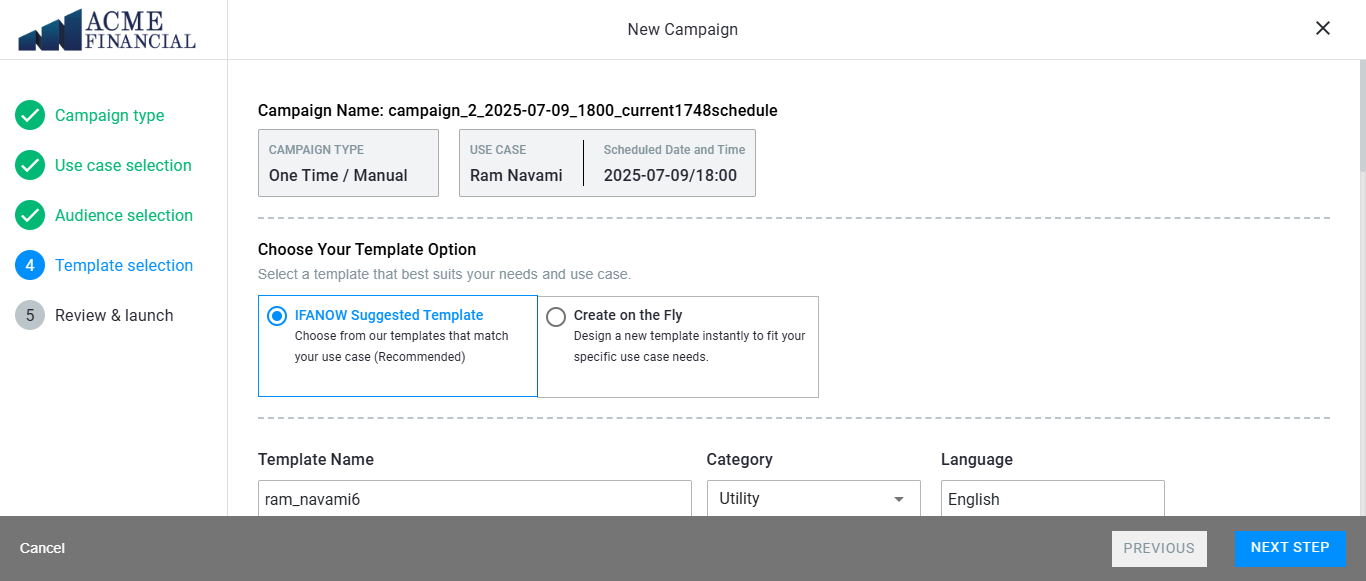 ACME
FINANCIAL
New Campaign
Campaign type
Use case selection
Audience selection
4 Template selection
5 Review & launch
Campaign Name: campaign_2_2025-07-09_1800_current1748schedule
CAMPAIGN TYPE
One Time / Manual
USE CASE
Ram Navami
Scheduled Date and Time
2025-07-09/18:00
Choose Your Template Option
Select a template that best suits your needs and use case.
IFANOW Suggested Template
Choose from our templates that match
your use case (Recommended)
Create on the Fly
Design a new template instantly to fit your
specific use case needs.
Template Name
ram_navami6
Category
Utility
Language
English
Cancel
PREVIOUS
NEXT STEP